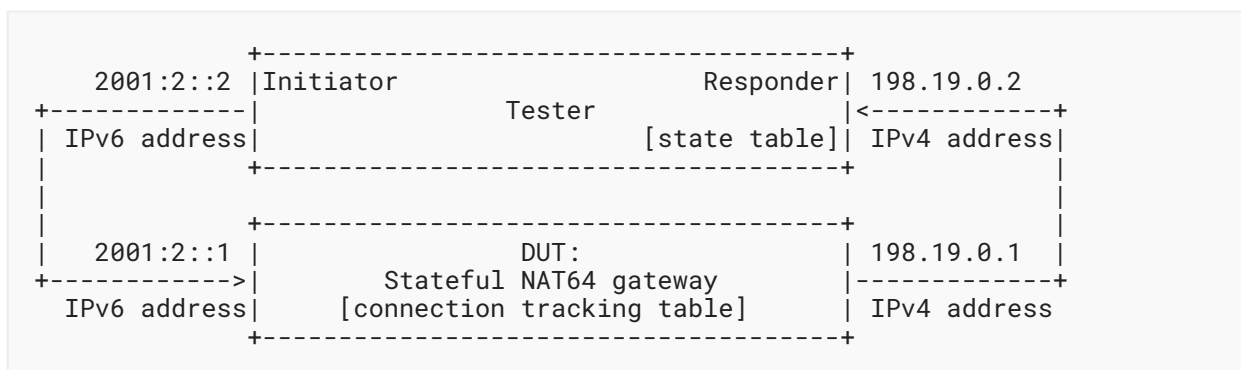 2001:2::2 Initiator Responder 198.19.0.2
Tester
IPv6 address [state table] IPv4 address
2001:2::1 DUT: 198.19.0.1
Stateful NAT64 gateway
IPv6 address [connection tracking table] IPv4 address